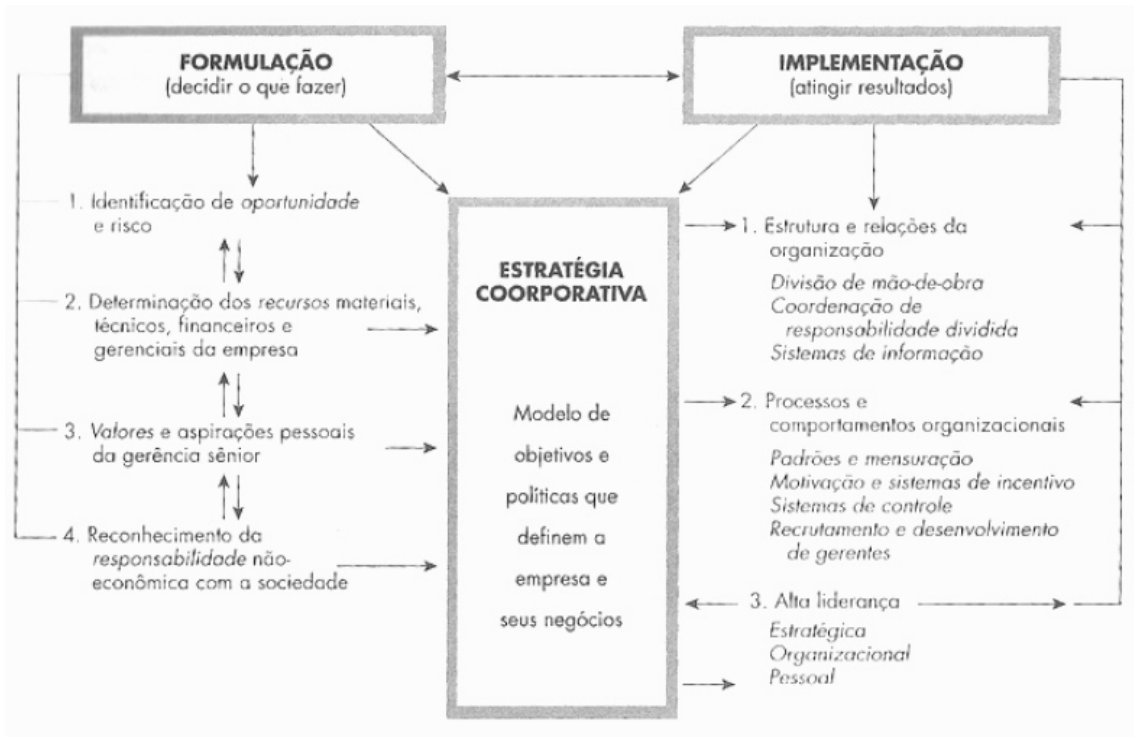 FORMULAÇÃO
(decidir o que fazer)
IMPLEMENTAÇÃO
(atingir resultados)
1. Identificação de oportunidade
e risco
2. Determinação dos recursos materiais,
técnicos, financeiros e
gerenciais da empresa
3. Valores e aspirações pessoais
da gerência sênior
4. Reconhecimento da
responsabilidade não-
econômica com a sociedade
ESTRATÉGIA
COORPORATIVA
Modelo de
objetivos e
políticas que
definem a
empresa e
seus negócios
1. Estrutura e relações da
organização
Divisão de mão-de-obra
Coordenação de
responsabilidade dividida
Sistemas de informação
2. Processos e
comportamentos organizacionais
Padrões e mensuração
Motivação e sistemas de incentivo
Sistemas de controle
Recrutamento e desenvolvimento
de gerentes
3. Alta liderança
Estratégica
Organizacional
Pessoal